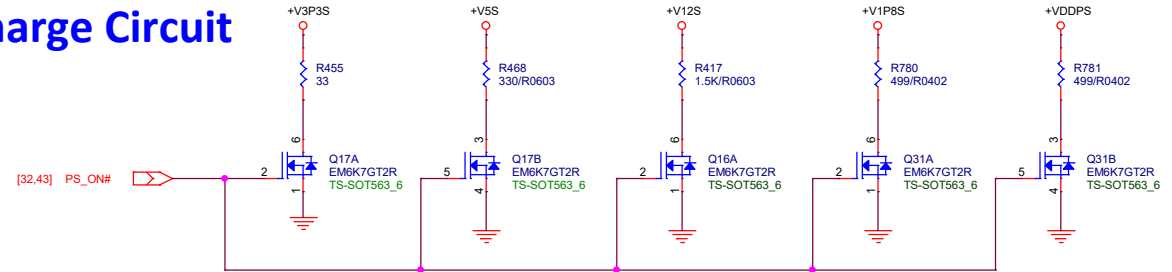 harge Circuit
+V3P3S
+V5S
+V12S
+V1P8S
+VDDPS
R455
33
R468
330/R0603
R417
1.5K/R0603
R780
499/R0402
R781
499/R0402
[32,43] PS_ON#
2
6
1
Q17A
EM6K7GT2R
TS-SOT563_6
5
3
4
Q17B
EM6K7GT2R
TS-SOT563_6
2
6
1
Q16A
EM6K7GT2R
TS-SOT563_6
2
6
1
Q31A
EM6K7GT2R
TS-SOT563_6
5
3
4
Q31B
EM6K7GT2R
TS-SOT563_6